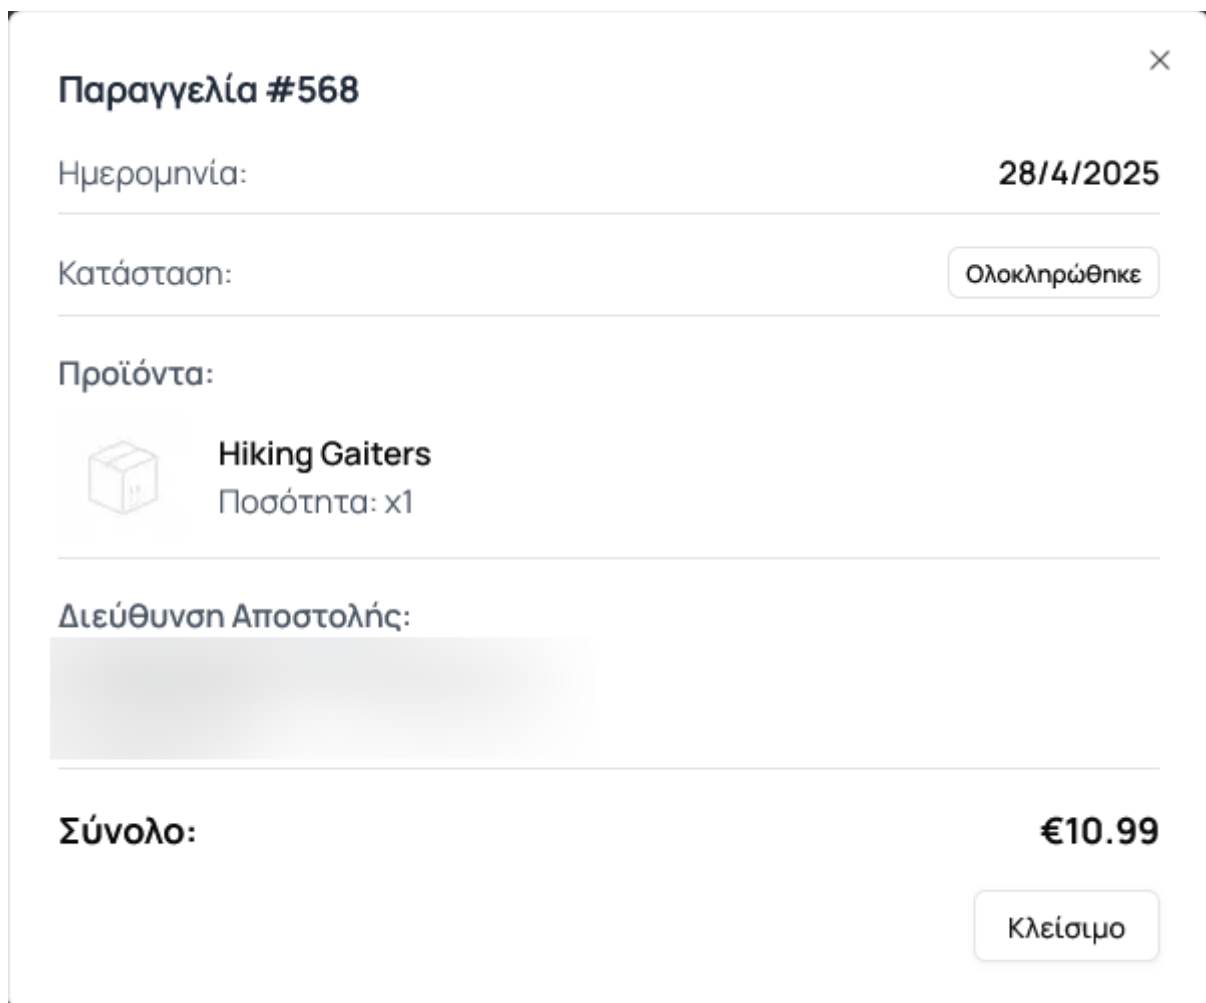 Παραγγελία #568
Ημερομηνία: 28/4/2025
Κατάσταση: Ολοκληρώθηκε
Προϊόντα:
Hiking Gaiters
Ποσότητα: x1
Διεύθυνση Αποστολής:
Σύνολο: €10.99
Κλείσιμο